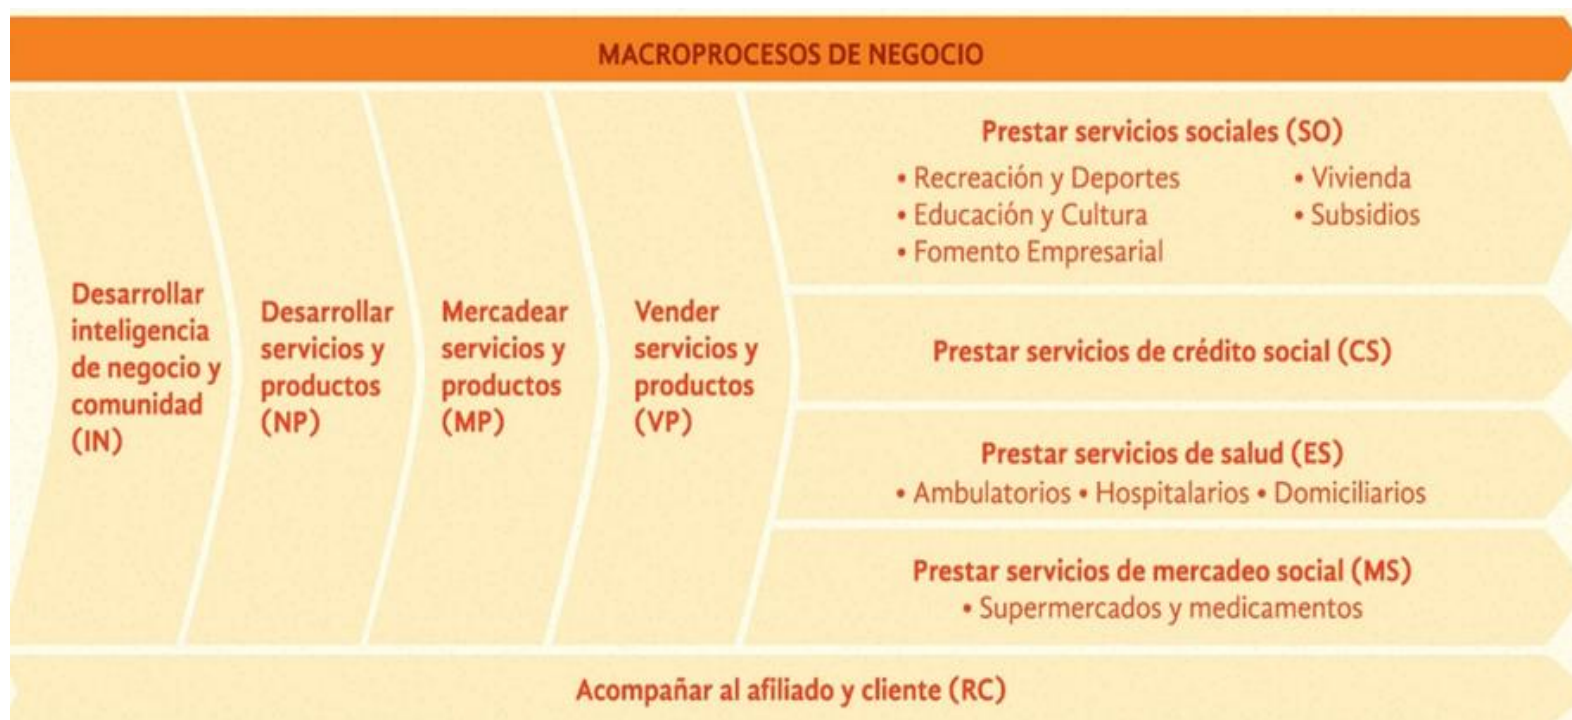 MACROPROCESOS DE NEGOCIO
Desarrollar
inteligencia
de negocio y
comunidad
(IN)
Desarrollar
servicios y
productos
(NP)
Mercadear
servicios y
productos
(MP)
Vender
servicios y
productos
(VP)
Prestar servicios sociales (SO)
• Recreación y Deportes
• Educación y Cultura
• Fomento Empresarial
• Vivienda
• Subsidios
Prestar servicios de crédito social (CS)
Prestar servicios de salud (ES)
• Ambulatorios • Hospitalarios • Domiciliarios
Prestar servicios de mercadeo social (MS)
• Supermercados y medicamentos
Acompañar al afiliado y cliente (RC)